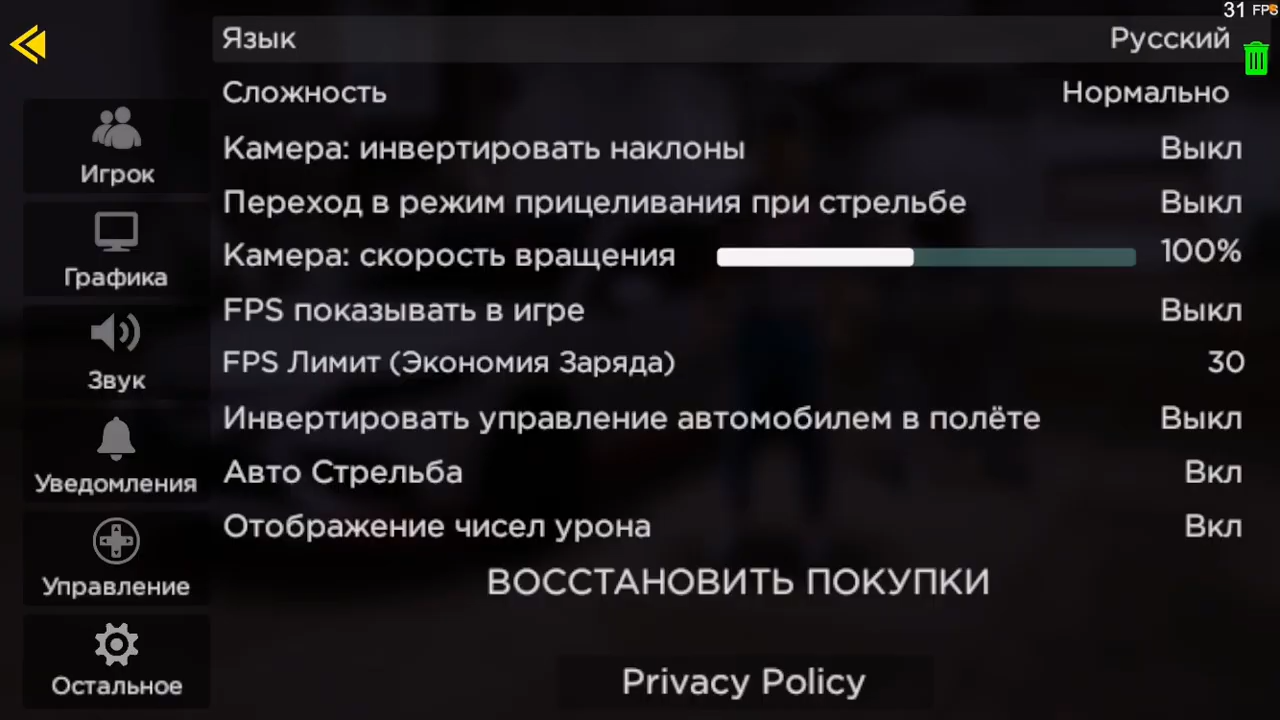 31 FPS
Язык Русский
Сложность Нормально
Камера: инвертировать наклоны Выкл
Переход в режим прицеливания при стрельбе Выкл
Камера: скорость вращения 100%
FPS показывать в игре Выкл
FPS Лимит (Экономия Заряда) 30
Инвертировать управление автомобилем в полёте Выкл
Авто Стрельба Вкл
Отображение чисел урона Вкл
ВОССТАНОВИТЬ ПОКУПКИ
Privacy Policy
Игрок
Графика
Звук
Уведомления
Управление
Остальное